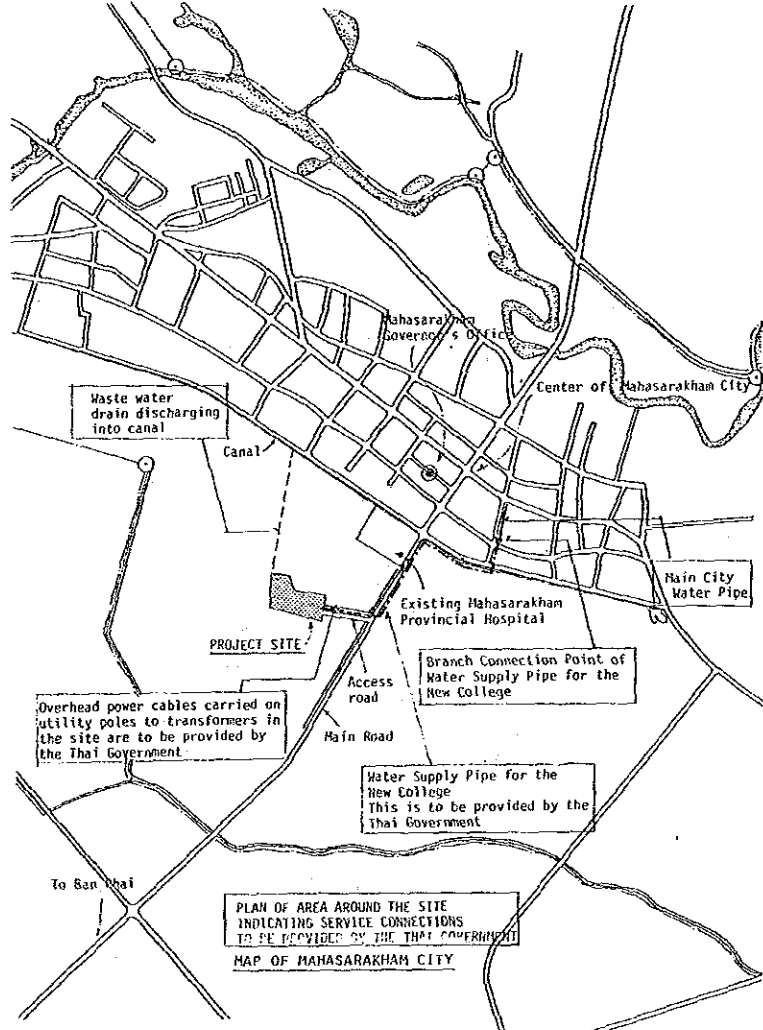 Mahasarakham
Governor's Office
Center of Mahasarakham City
Waste water
drain discharging
into canal
Canal
Main City
Water Pipe
Existing Mahasarakham
Provincial Hospital
PROJECT SITE
Branch Connection Point of
Water Supply Pipe for the
New College
Access
road
Overhead power cables carried on
utility poles to transformers in
the site are to be provided by
the Thai Government
Main Road
Water Supply Pipe for the
New College
This is to be provided by the
Thai Government
To Ban Phai
PLAN OF AREA AROUND THE SITE
INDICATING SERVICE CONNECTIONS
TO BE PROVIDED BY THE THAI GOVERNMENT
MAP OF MAHASARAKHAM CITY